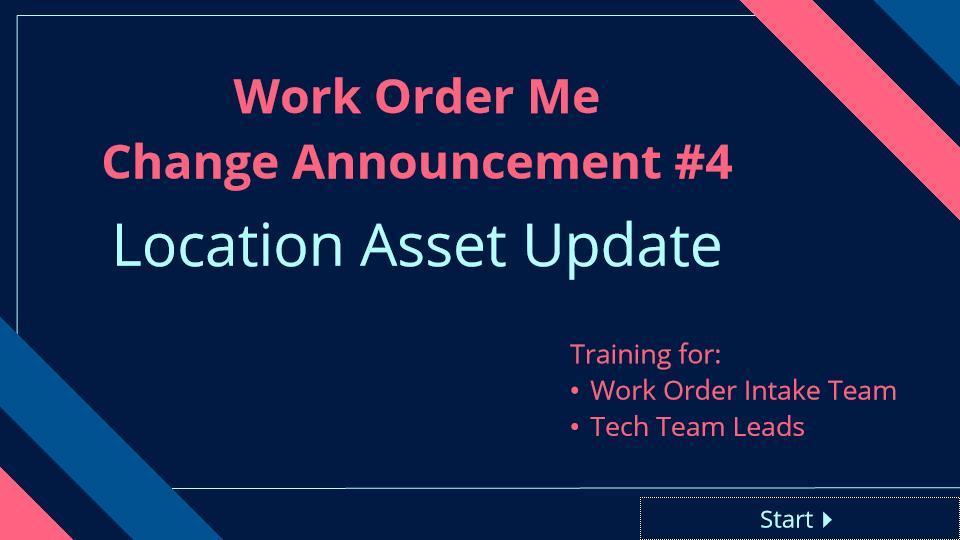 Work Order Me
Change Announcement #4
Location Asset Update
Training for:
• Work Order Intake Team
• Tech Team Leads
Start